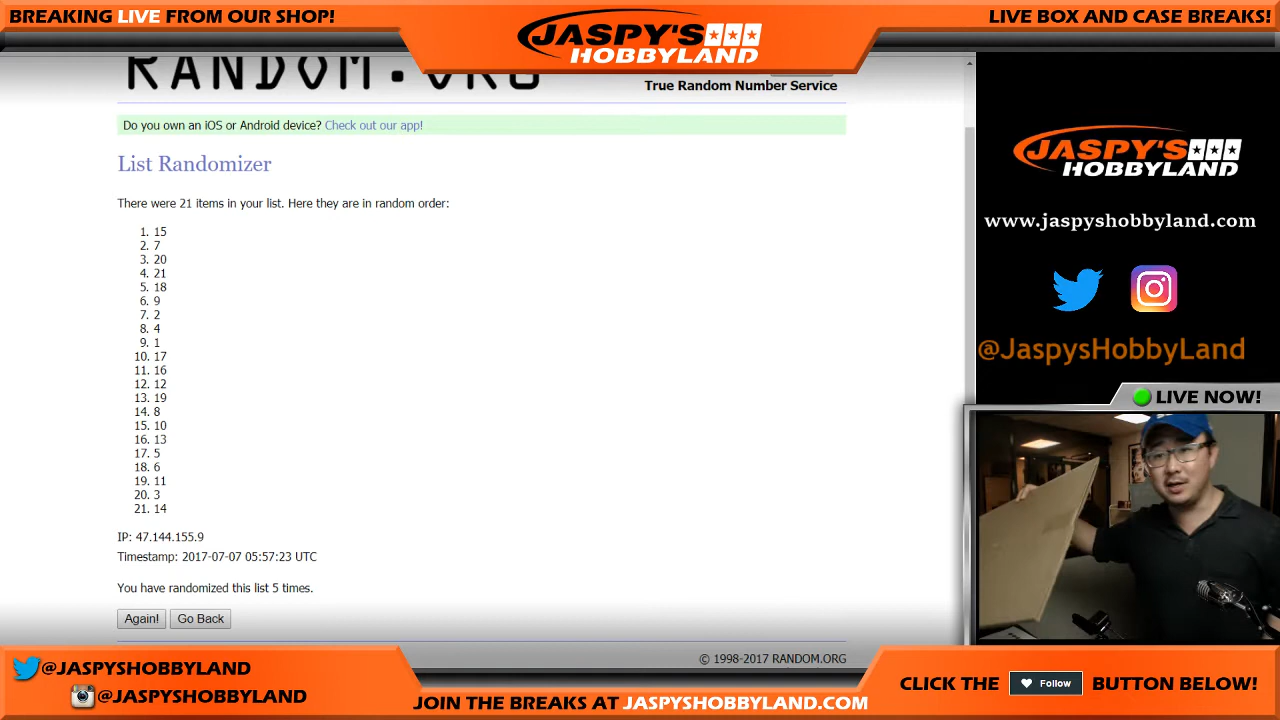 BREAKING LIVE FROM OUR SHOP!
JASPY'S
HOBBYLAND
LIVE BOX AND CASE BREAKS!
RANDOM.ORG
True Random Number Service
Do you own an iOS or Android device? Check out our app!
List Randomizer
There were 21 items in your list. Here they are in random order:
1. 15
2. 7
3. 20
4. 21
5. 18
6. 9
7. 2
8. 4
9. 1
10. 17
11. 16
12. 12
13. 19
14. 8
15. 10
16. 13
17. 5
18. 6
19. 11
20. 3
21. 14
IP: 47.144.155.9
Timestamp: 2017-07-07 05:57:23 UTC
You have randomized this list 5 times.
Again! Go Back
© 1998-2017 RANDOM.ORG
JASPY'S
HOBBYLAND
www.jaspyshobbyland.com
@JaspysHobbyLand
LIVE NOW!
@JASPYSHOBBYLAND
@JASPYSHOBBYLAND
JOIN THE BREAKS AT JASPYSHOBBYLAND.COM
CLICK THE Follow BUTTON BELOW!